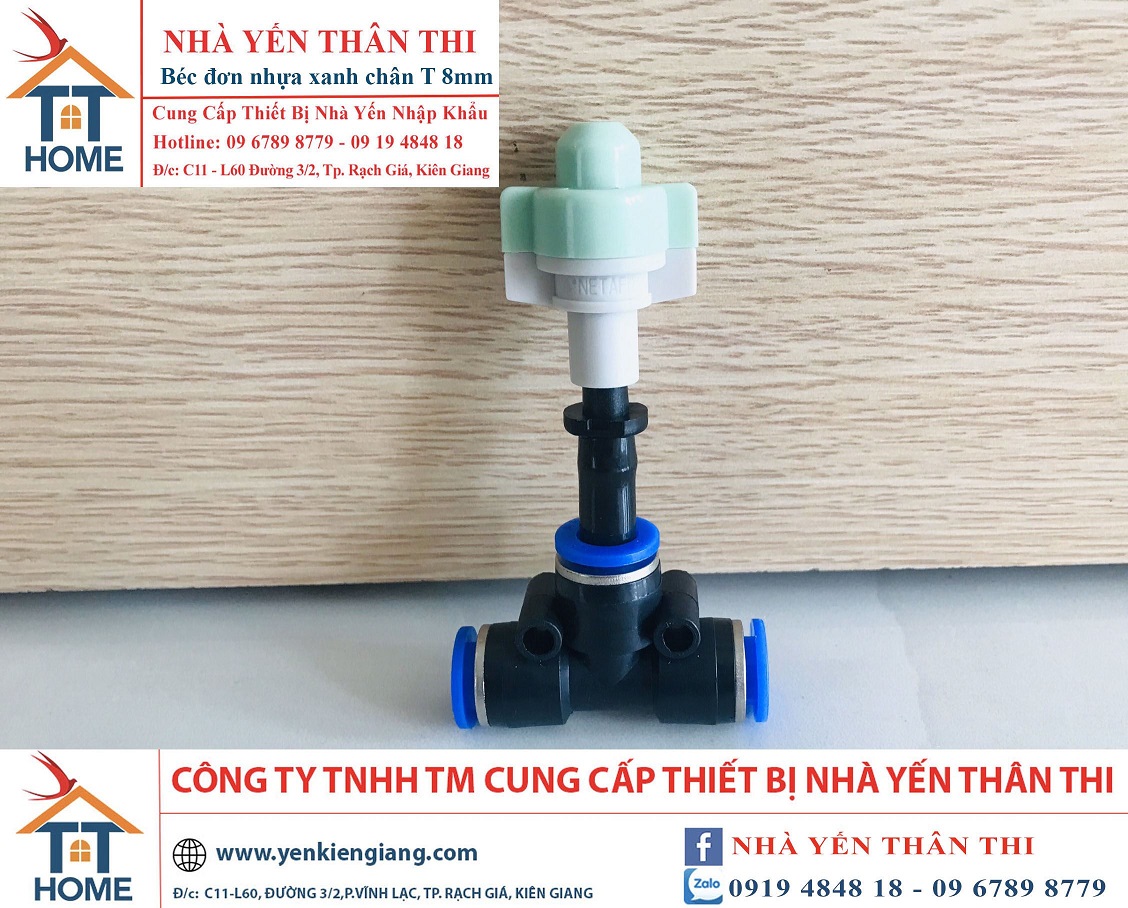 TT
HOME
NHÀ YẾN THÂN THI
Béc đơn nhựa xanh chân T 8mm
Cung Cấp Thiết Bị Nhà Yến Nhập Khẩu
Hotline: 09 6789 8779 - 09 19 4848 18
Đ/c: C11 - L60 Đường 3/2, Tp. Rạch Giá, Kiên Giang
TT
HOME
CÔNG TY TNHH TM CUNG CẤP THIẾT BỊ NHÀ YẾN THÂN THI
www.yenkiengiang.com
Đ/c: C11-L60, ĐƯỜNG 3/2,P.VĨNH LẠC, TP. RẠCH GIÁ, KIÊN GIANG
f NHÀ YẾN THÂN THI
Zalo 0919 4848 18 - 09 6789 8779